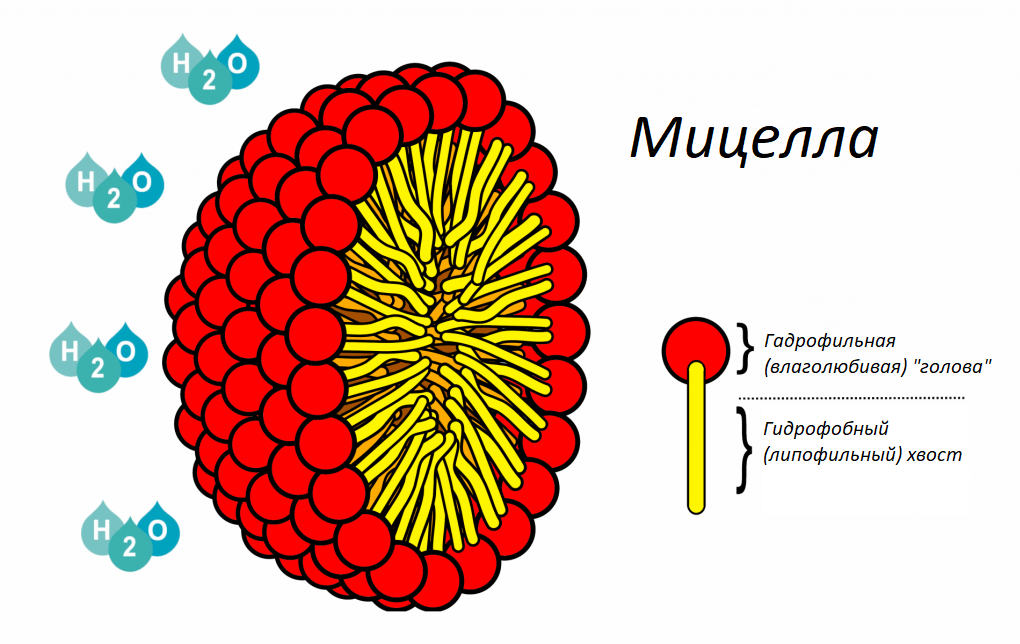 H2O
Мицелла
H2O
H2O
Гадрофильная
(влаголюбивая) "голова"
Гидрофобный
(липофильный) хвост
H2O